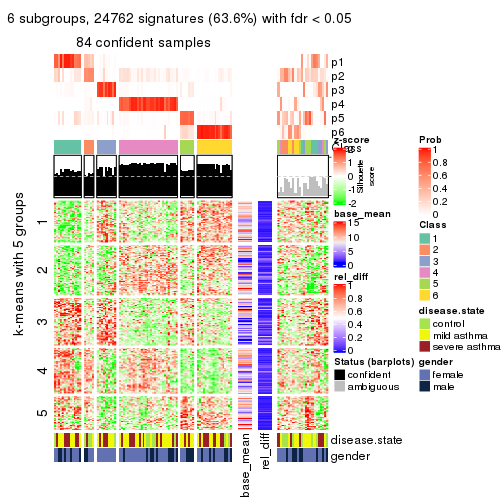 6 subgroups, 24762 signatures (63.6%) with fdr < 0.05
84 confident samples
p1
p2
p3
p4
p5
p6
Class
Silhouette
score
k-means with 5 groups
1
2
3
4
5
z-score
2
1
0
-1
-2
base_mean
15
10
5
0
rel_diff
1
0.8
0.6
0.4
0.2
0
Status (barplots)
confident
ambiguous
Prob
1
0.8
0.6
0.4
0.2
0
Class
1
2
3
4
5
6
disease.state
control
mild asthma
severe asthma
gender
female
male
disease.state
gender
base_mean
rel_diff